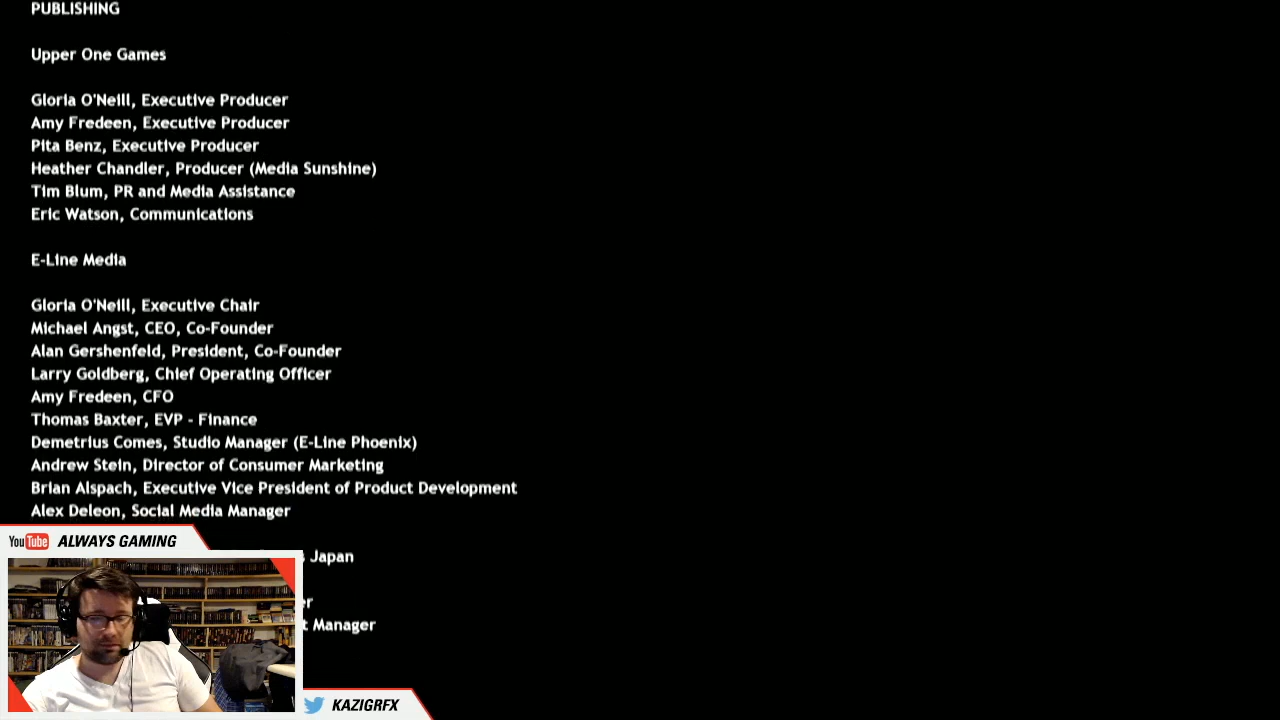 PUBLISHING
Upper One Games
Gloria O'Neill, Executive Producer
Amy Fredeen, Executive Producer
Pita Benz, Executive Producer
Heather Chandler, Producer (Media Sunshine)
Tim Blum, PR and Media Assistance
Eric Watson, Communications
E-Line Media
Gloria O'Neill, Executive Chair
Michael Angst, CEO, Co-Founder
Alan Gershenfeld, President, Co-Founder
Larry Goldberg, Chief Operating Officer
Amy Fredeen, CFO
Thomas Baxter, EVP - Finance
Demetrius Comes, Studio Manager (E-Line Phoenix)
Andrew Stein, Director of Consumer Marketing
Brian Alspach, Executive Vice President of Product Development
Alex Deleon, Social Media Manager
Japan
Manager
YouTube ALWAYS GAMING
KAZIGRFX